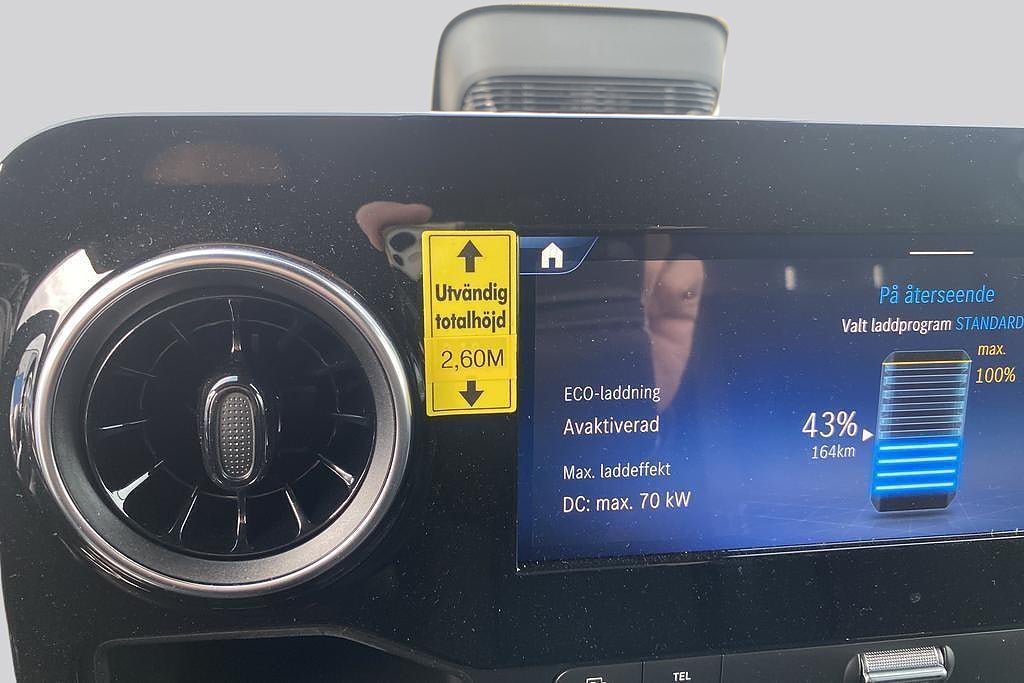 Utvändig
totalhöjd
2,60M
På återseende
Valt laddprogram STANDARD
max.
100%
ECO-laddning
Avaktiverad
43%
164km
Max. laddeffekt
DC: max. 70 kW
TEL